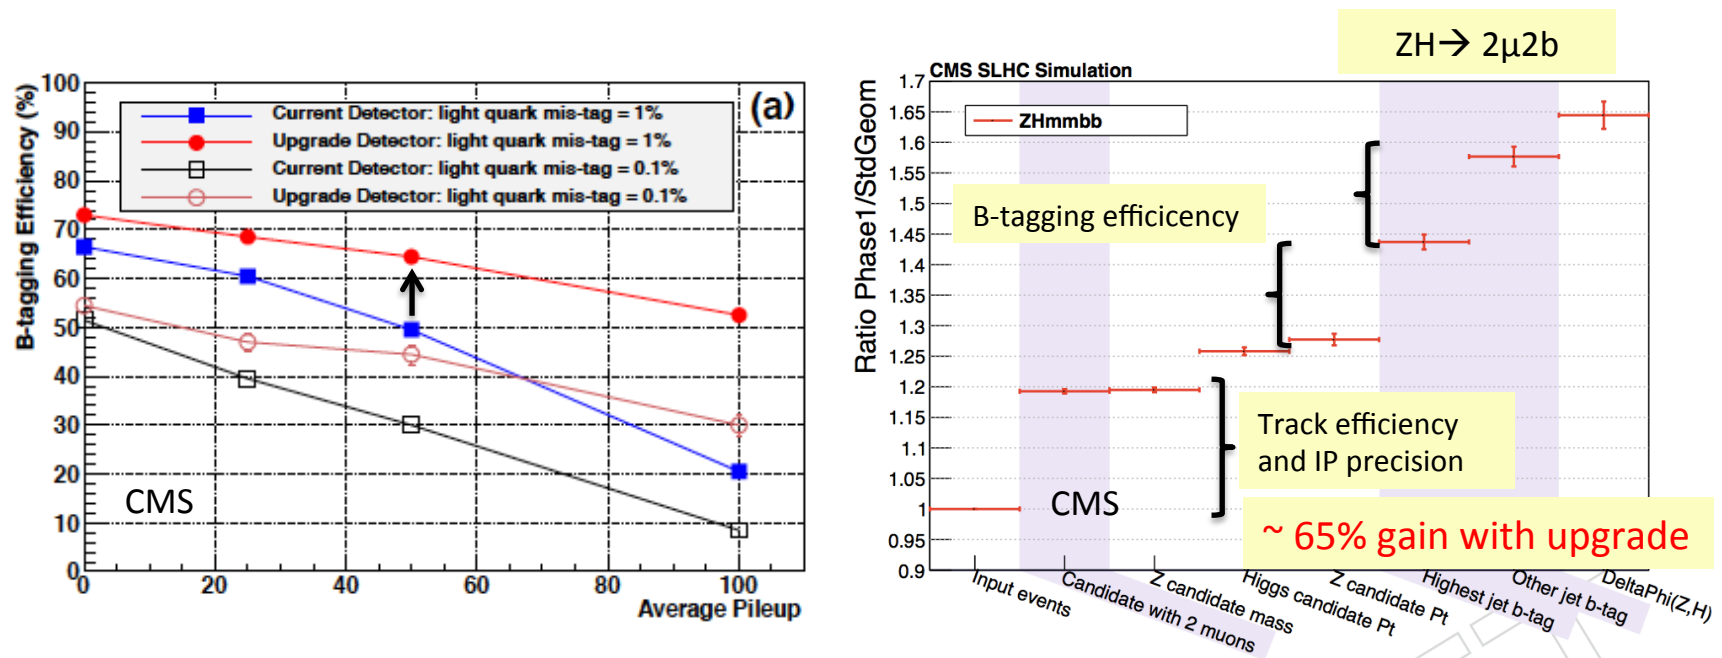 100
90
80
70
60
50
40
30
20
10
0
B-tagging Efficiency (%)
Current Detector: light quark mis-tag = 1%
Upgrade Detector: light quark mis-tag = 1%
Current Detector: light quark mis-tag = 0.1%
Upgrade Detector: light quark mis-tag = 0.1%
(a)
CMS
0 20 40 60 80 100
Average Pileup
ZH→ 2μ2b
CMS SLHC Simulation
Ratio Phase1/StdGeom
1.7
1.65
1.6
1.55
1.5
1.45
1.4
1.35
1.3
1.25
1.2
1.15
1.1
1.05
1
0.95
0.9
ZHmmbb
B-tagging efficicency
Track efficiency
and IP precision
CMS
~ 65% gain with upgrade
Input events
Candidate with 2 muons
Z candidate mass
Higgs candidate Pt
Z candidate Pt
Highest jet b-tag
Other jet b-tag
DeltaPhi(Z,H)